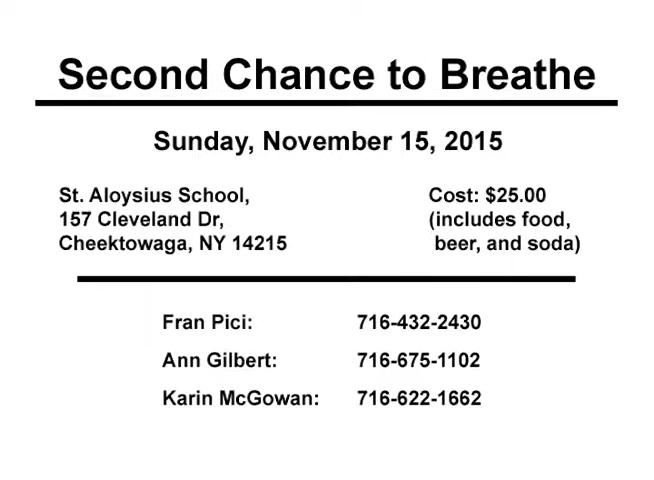 Second Chance to Breathe
Sunday, November 15, 2015
St. Aloysius School,
157 Cleveland Dr,
Cheektowaga, NY 14215
Cost: $25.00
(includes food,
beer, and soda)
Fran Pici: 716-432-2430
Ann Gilbert: 716-675-1102
Karin McGowan: 716-622-1662